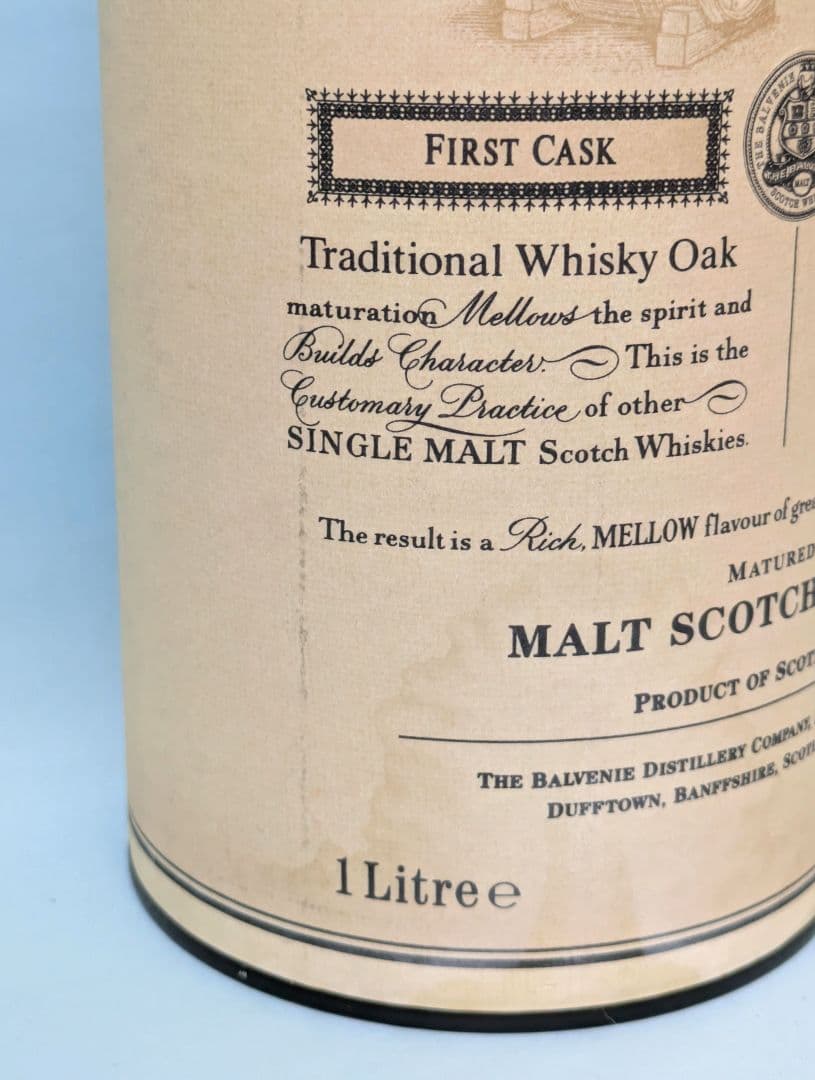 FIRST CASK
THE BALVENIE
Traditional Whisky Oak
maturation Mellows the spirit and
Builds Character. This is the
Customary Practice of other
SINGLE MALT Scotch Whiskies.
The result is a Rich, MELLOW flavour of
MATURED
MALT SCOTCH
PRODUCT OF
THE BALVENIE DISTILLERY COMPANY,
DUFFTOWN, BANFFSHIRE,
1 Litre e